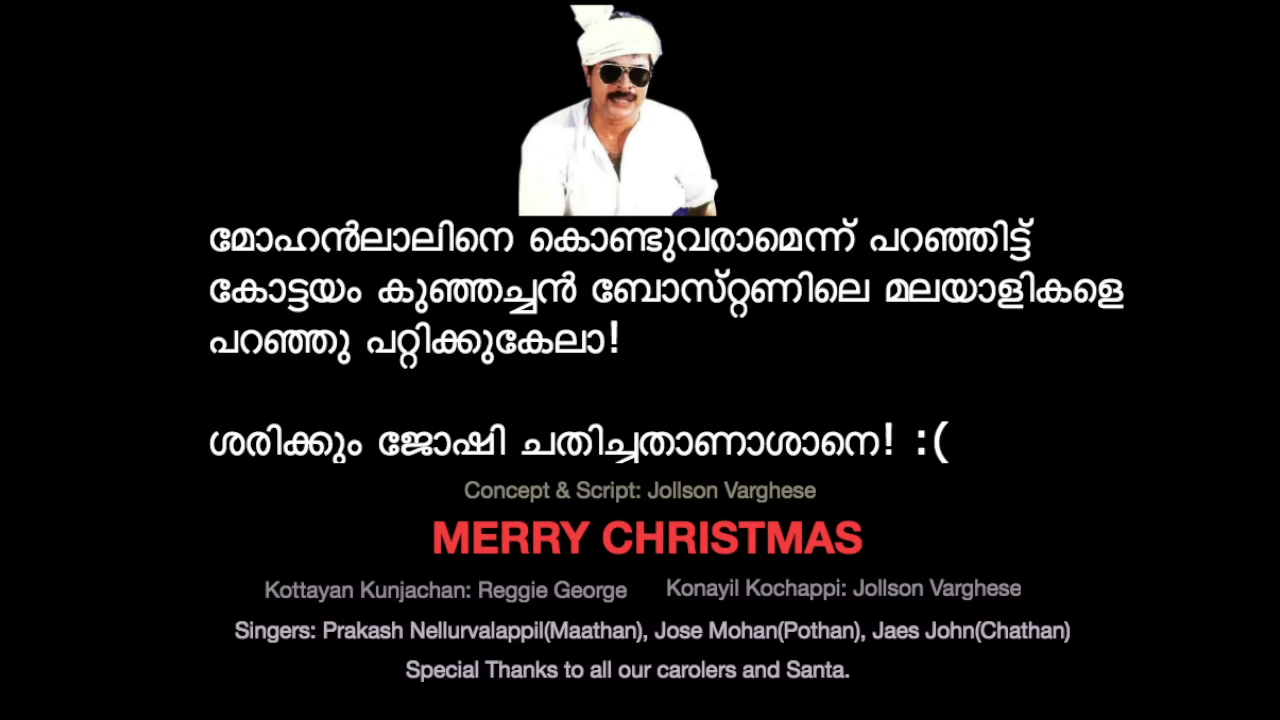 മോഹൻലാലിനെ കൊണ്ടുവരാമെന്ന് പറഞ്ഞിട്ട്
കോട്ടയം കുഞ്ഞച്ചൻ ബോസ്റ്റണിലെ മലയാളികളെ
പറഞ്ഞു പറ്റിക്കുകേലാ!
ശരിക്കും ജോഷി ചതിച്ചതാണാശാനെ! :(
Concept & Script: Jollson Varghese
MERRY CHRISTMAS
Kottayan Kunjachan: Reggie George Konayil Kochappi: Jollson Varghese
Singers: Prakash Nellurvalappil(Maathan), Jose Mohan(Pothan), Jaes John(Chathan)
Special Thanks to all our carolers and Santa.